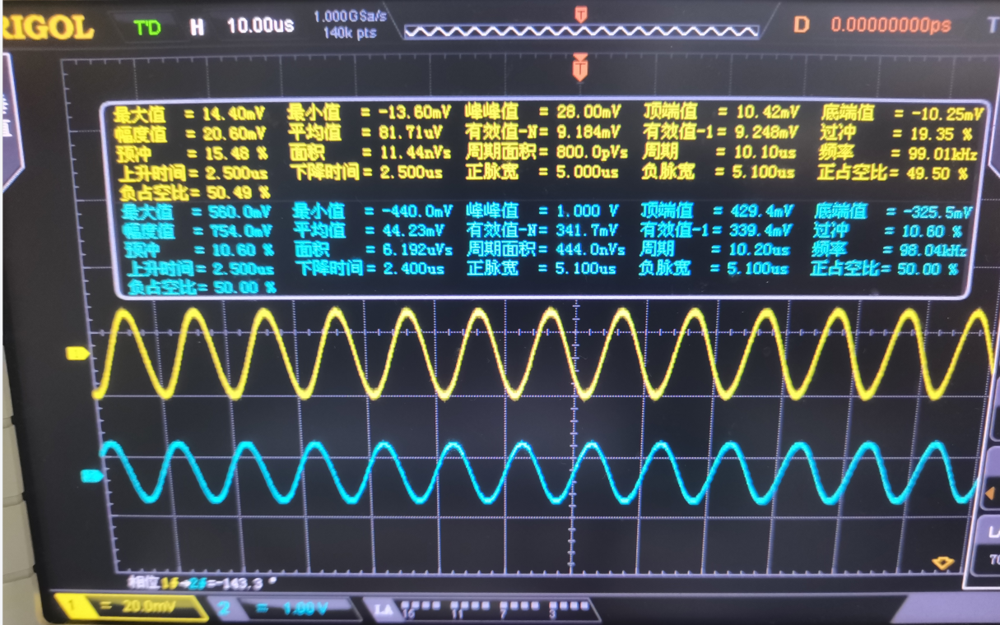 RIGOL T'D H 10.00us 1.000GSa/s 140k pts T D 0.00000000ps T
T
最大值 = 14.40mV 最小值 = -13.60mV 峰峰值 = 28.00mV 顶端值 = 10.42mV 底端值 = -10.25mV
幅度值 = 20.60mV 平均值 = 81.71uV 有效值-N= 9.184mV 有效值-1= 9.248mV 过冲 = 19.35 %
预冲 = 15.48 % 面积 = 11.44nVs 周期面积= 800.0pVs 周期 = 10.10us 频率 = 99.01kHz
上升时间= 2.500us 下降时间= 2.500us 正脉宽 = 5.000us 负脉宽 = 5.100us 正占空比= 49.50 %
负占空比= 50.49 %
最大值 = 560.0mV 最小值 = -440.0mV 峰峰值 = 1.000 V 顶端值 = 429.4mV 底端值 = -325.5mV
幅度值 = 754.0mV 平均值 = 44.23mV 有效值-N= 341.7mV 有效值-1= 339.4mV 过冲 = 10.60 %
预冲 = 10.60 % 面积 = 6.192uVs 周期面积= 444.0nVs 周期 = 10.20us 频率 = 98.04kHz
上升时间= 2.500us 下降时间= 2.400us 正脉宽 = 5.100us 负脉宽 = 5.100us 正占空比= 50.00 %
负占空比= 50.00 %
相位1→2=-143.3 °
1 = 20.0mV 2 = 1.00 V LA 15 11 7 3